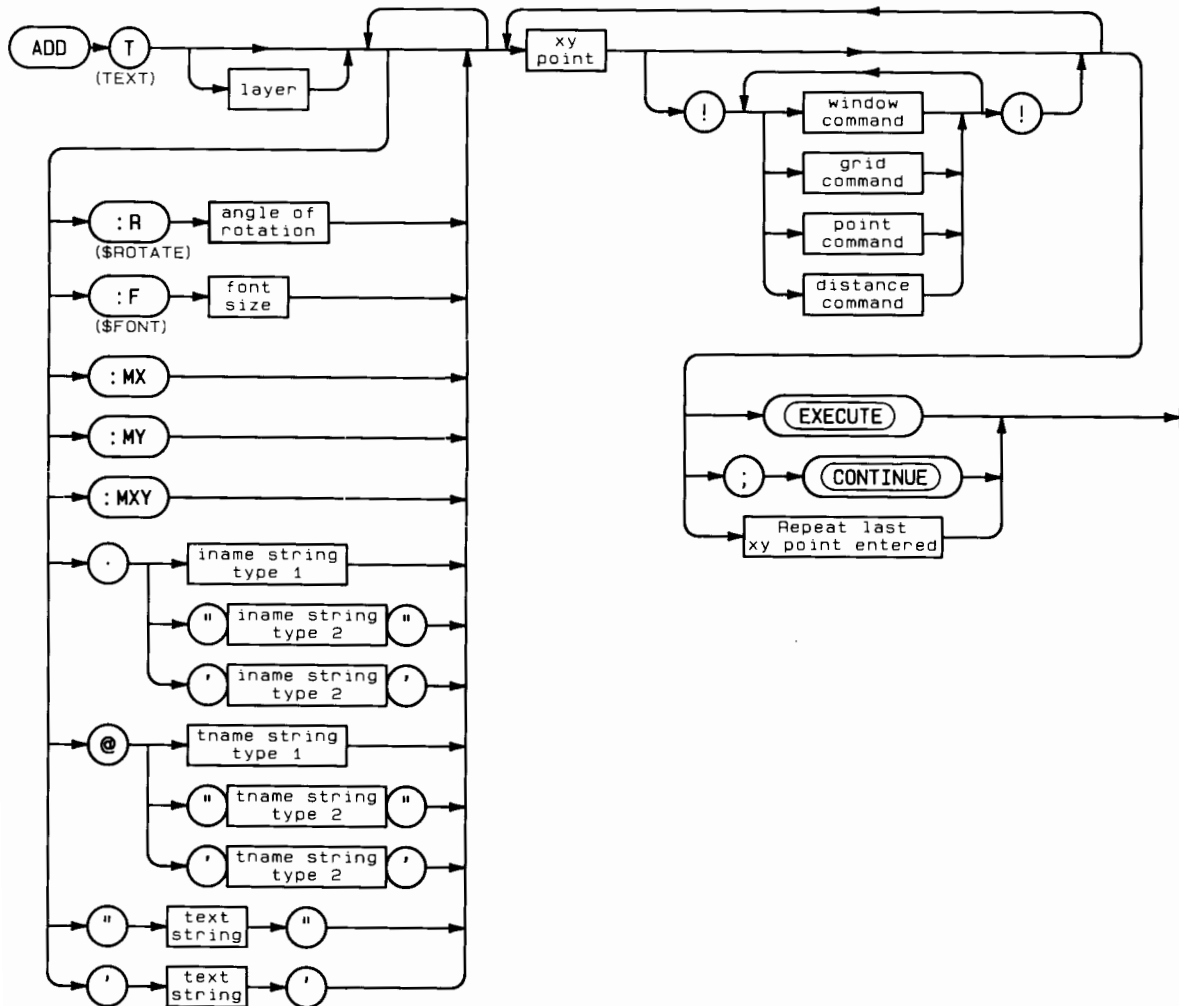 ADD
T
(TEXT)
layer
xy
point
!
window
command
!
grid
command
point
command
distance
command
:R
angle of
rotation
($ROTATE)
:F
font
size
($FONT)
:MX
:MY
:MXY
.
iname string
type 1
" iname string
type 2 "
' iname string
type 2 '
@
tname string
type 1
" tname string
type 2 "
' tname string
type 2 '
" text
string "
' text
string '
EXECUTE
; CONTINUE
Repeat last
xy point entered